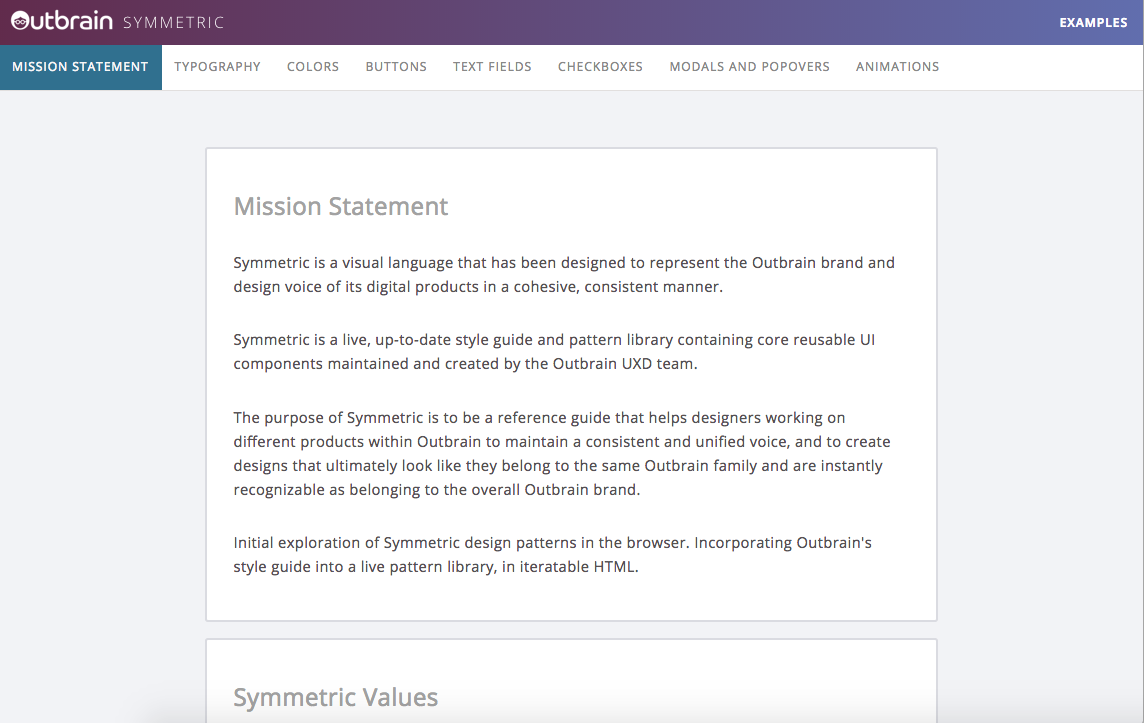 Outbrain SYMMETRIC EXAMPLES
MISSION STATEMENT TYPOGRAPHY COLORS BUTTONS TEXT FIELDS CHECKBOXES MODALS AND POPOVERS ANIMATIONS
Mission Statement
Symmetric is a visual language that has been designed to represent the Outbrain brand and
design voice of its digital products in a cohesive, consistent manner.
Symmetric is a live, up-to-date style guide and pattern library containing core reusable UI
components maintained and created by the Outbrain UXD team.
The purpose of Symmetric is to be a reference guide that helps designers working on
different products within Outbrain to maintain a consistent and unified voice, and to create
designs that ultimately look like they belong to the same Outbrain family and are instantly
recognizable as belonging to the overall Outbrain brand.
Initial exploration of Symmetric design patterns in the browser. Incorporating Outbrain's
style guide into a live pattern library, in iteratable HTML.
Symmetric Values